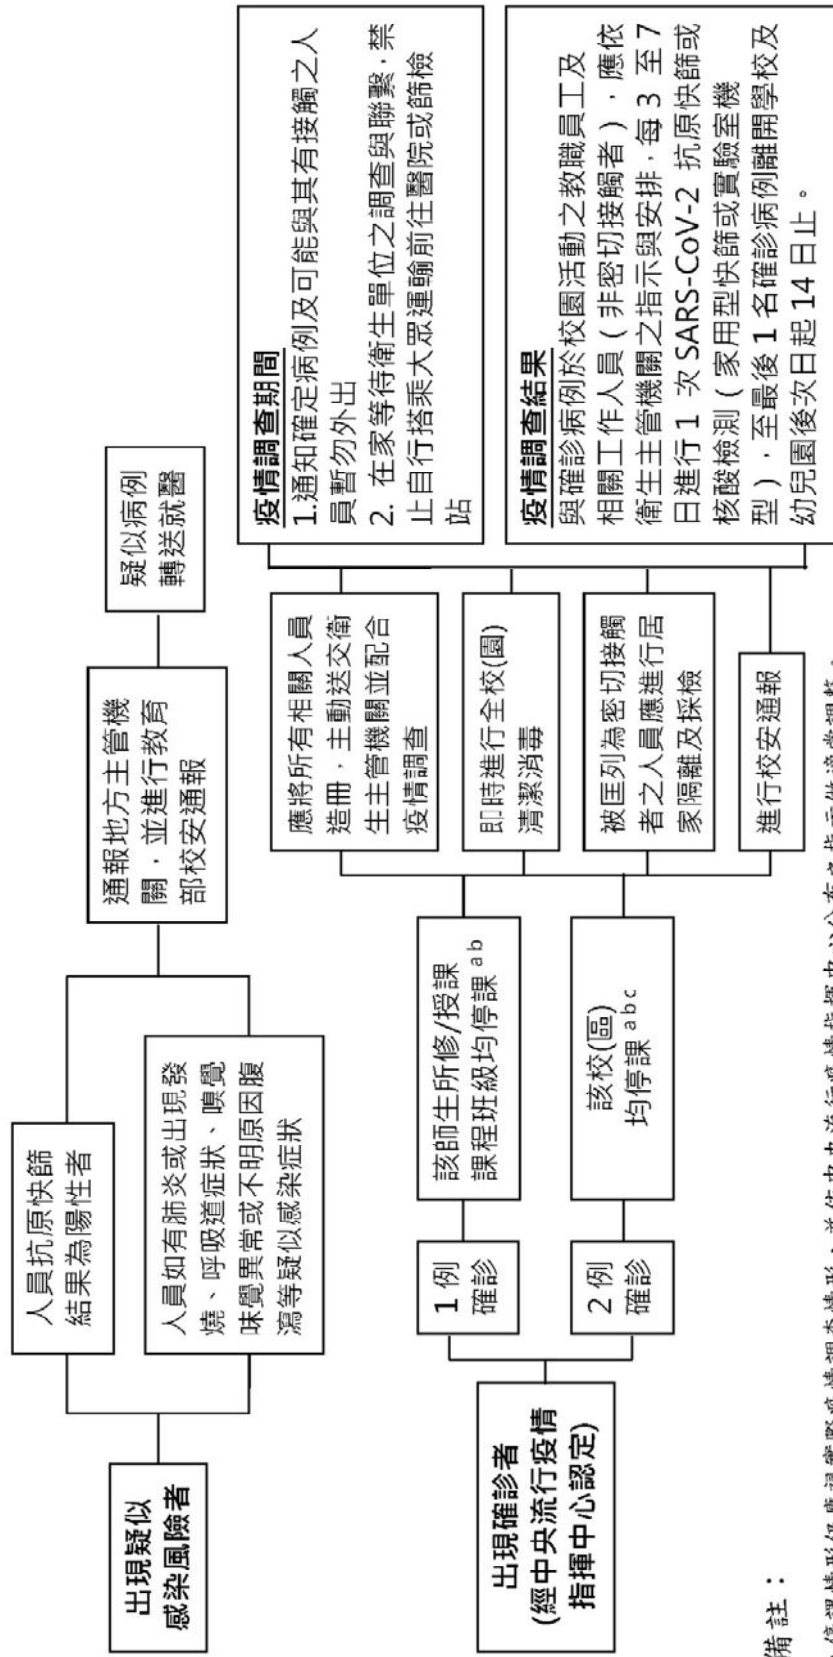 出現疑似
感染風險者
人員抗原快篩
結果為陽性者
人員如有肺炎或出現發
燒、呼吸道症狀、嗅覺
味覺異常或不明原因腹
瀉等疑似感染症狀
通報地方主管機
關，並進行教育
部校安通報
疑似病例
轉送就醫
出現確診者
(經中央流行疫情
指揮中心認定)
1 例
確診
2 例
確診
該師生所修/授課
課程班級均停課 a b
該校(區)
均停課 a b c
應將所有相關人員
造冊，主動送交衛
生主管機關並配合
疫情調查
即時進行全校(園)
清潔消毒
被匡列為密切接觸
者之人員應進行居
家隔離及採檢
進行校安通報
疫情調查期間
1.通知確定病例及可能與其有接觸之人
員暫勿外出
2. 在家等待衛生單位之調查與聯繫，禁
止自行搭乘大眾運輸前往醫院或篩檢
站
疫情調查結果
與確診病例於校園活動之教職員工及
相關工作人員（非密切接觸者），應依
衛生主管機關之指示與安排，每 3 至 7
日進行 1 次 SARS-CoV-2 抗原快篩或
核酸檢測（家用型快篩或實驗室機
型），至最後 1 名確診病例離開學校及
幼兒園後次日起 14 日止。
備註：